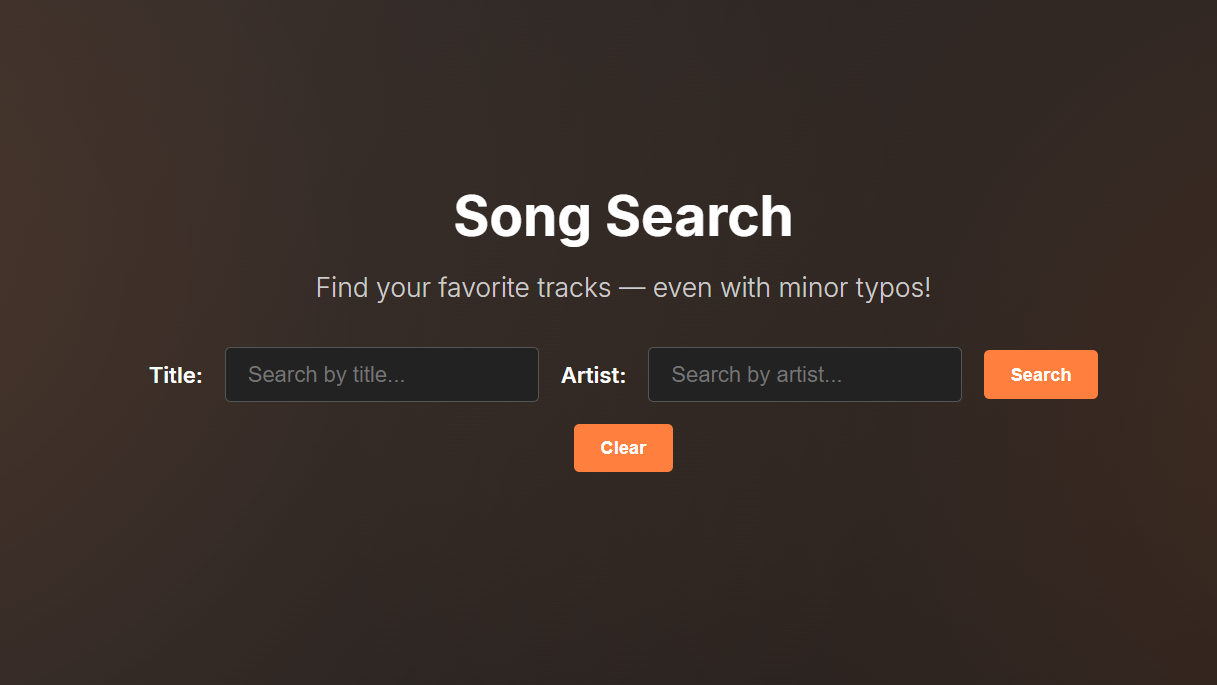 Song Search
Find your favorite tracks — even with minor typos!
Title: Search by title... Artist: Search by artist... Search
Clear